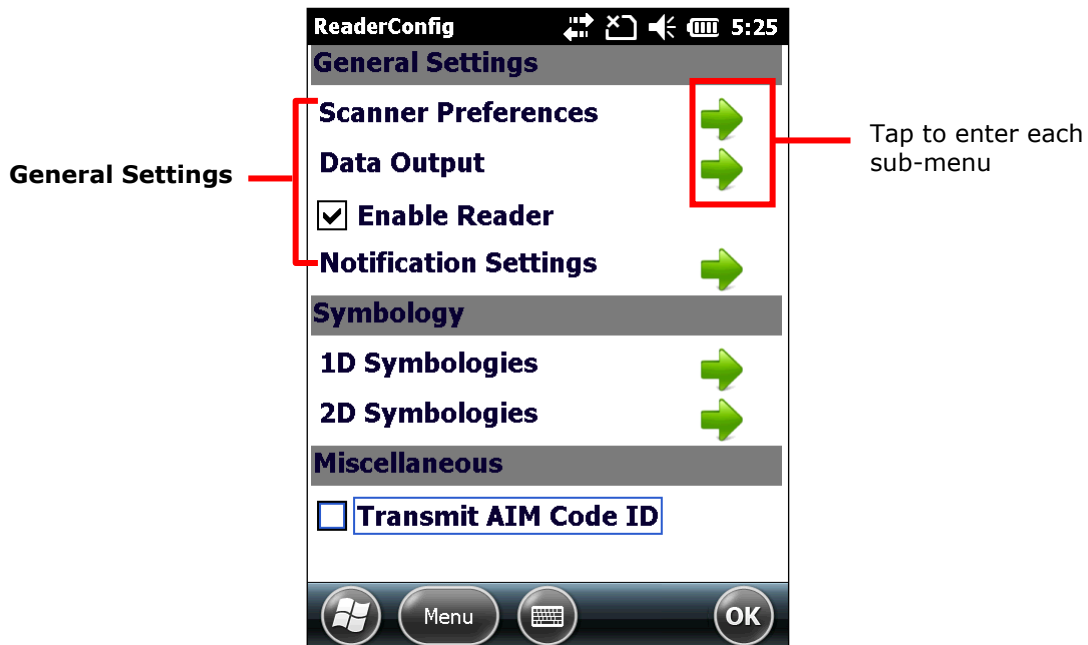 ReaderConfig 5:25
General Settings
Scanner Preferences
Data Output
Enable Reader
Notification Settings
Symbology
1D Symbologies
2D Symbologies
Miscellaneous
Transmit AIM Code ID
Menu OK
General Settings
Tap to enter each
sub-menu